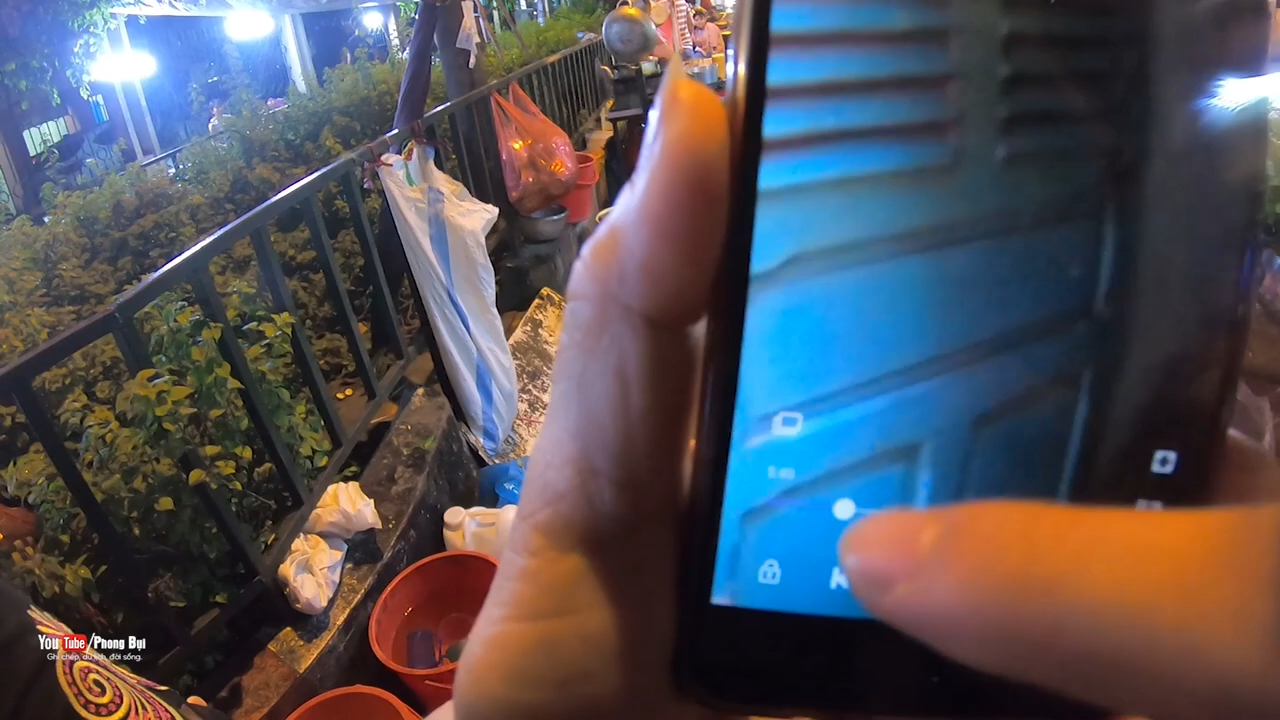 YouTube/Phong Bụi
Ghi chép, du lịch, đời sống.